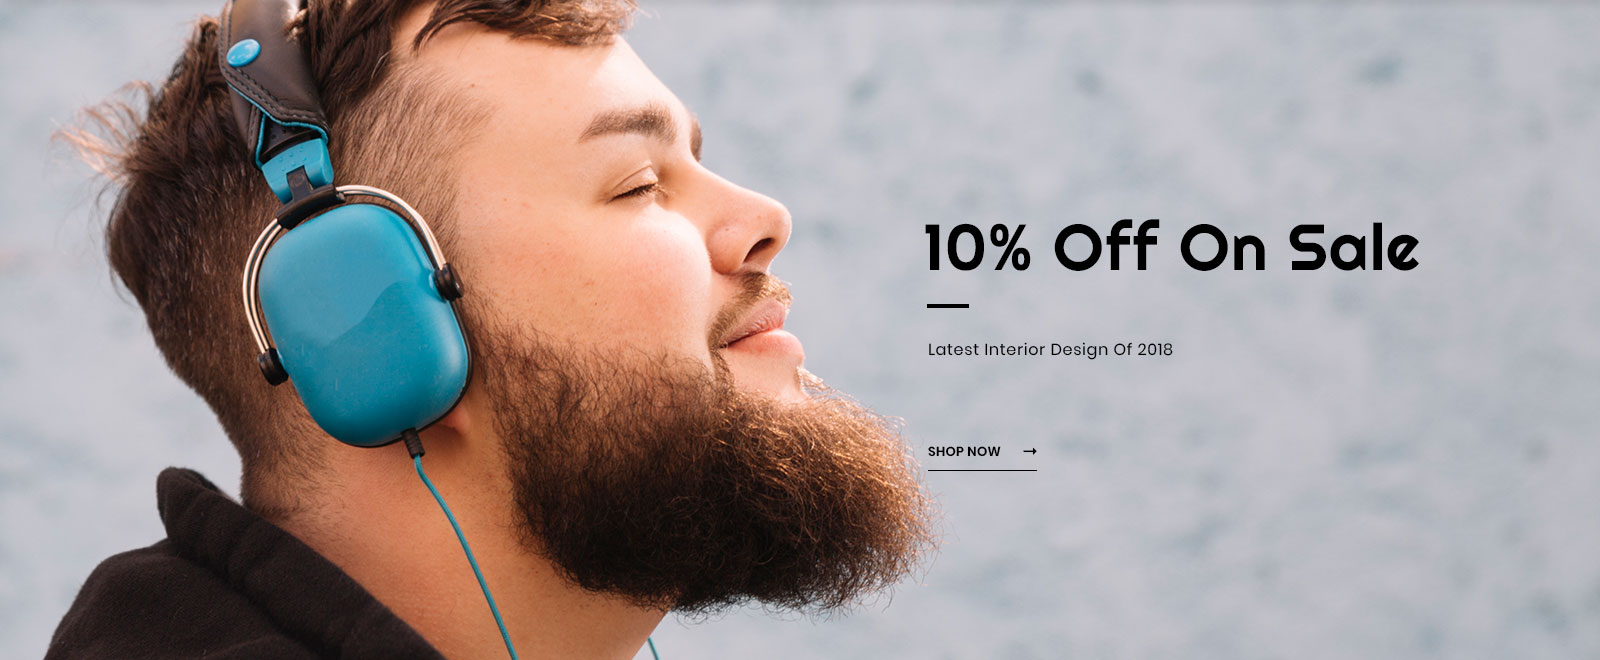 10% Off On Sale
Latest Interior Design Of 2018
SHOP NOW →